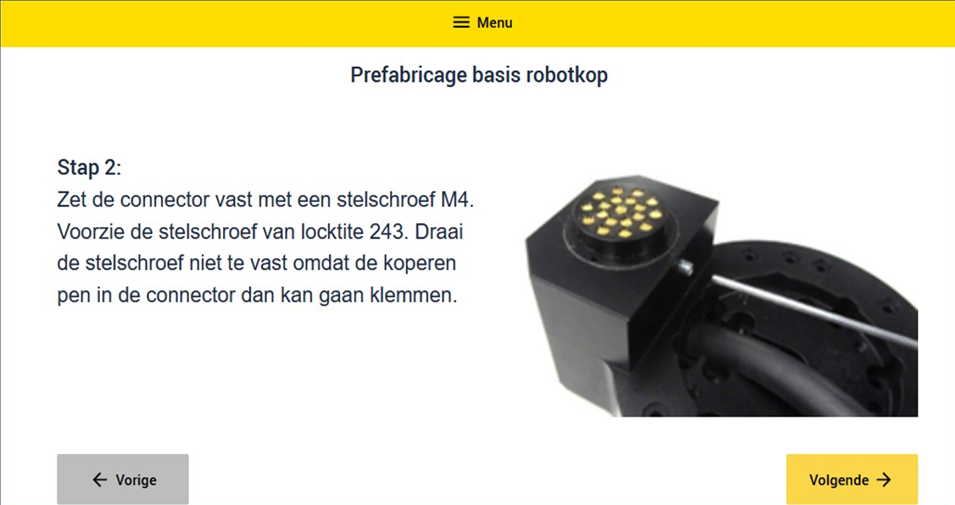 Menu
Prefabricage basis robotkop
Stap 2:
Zet de connector vast met een stelschroef M4.
Voorzie de stelschroef van locktite 243. Draai
de stelschroef niet te vast omdat de koperen
pen in de connector dan kan gaan klemmen.
Vorige
Volgende